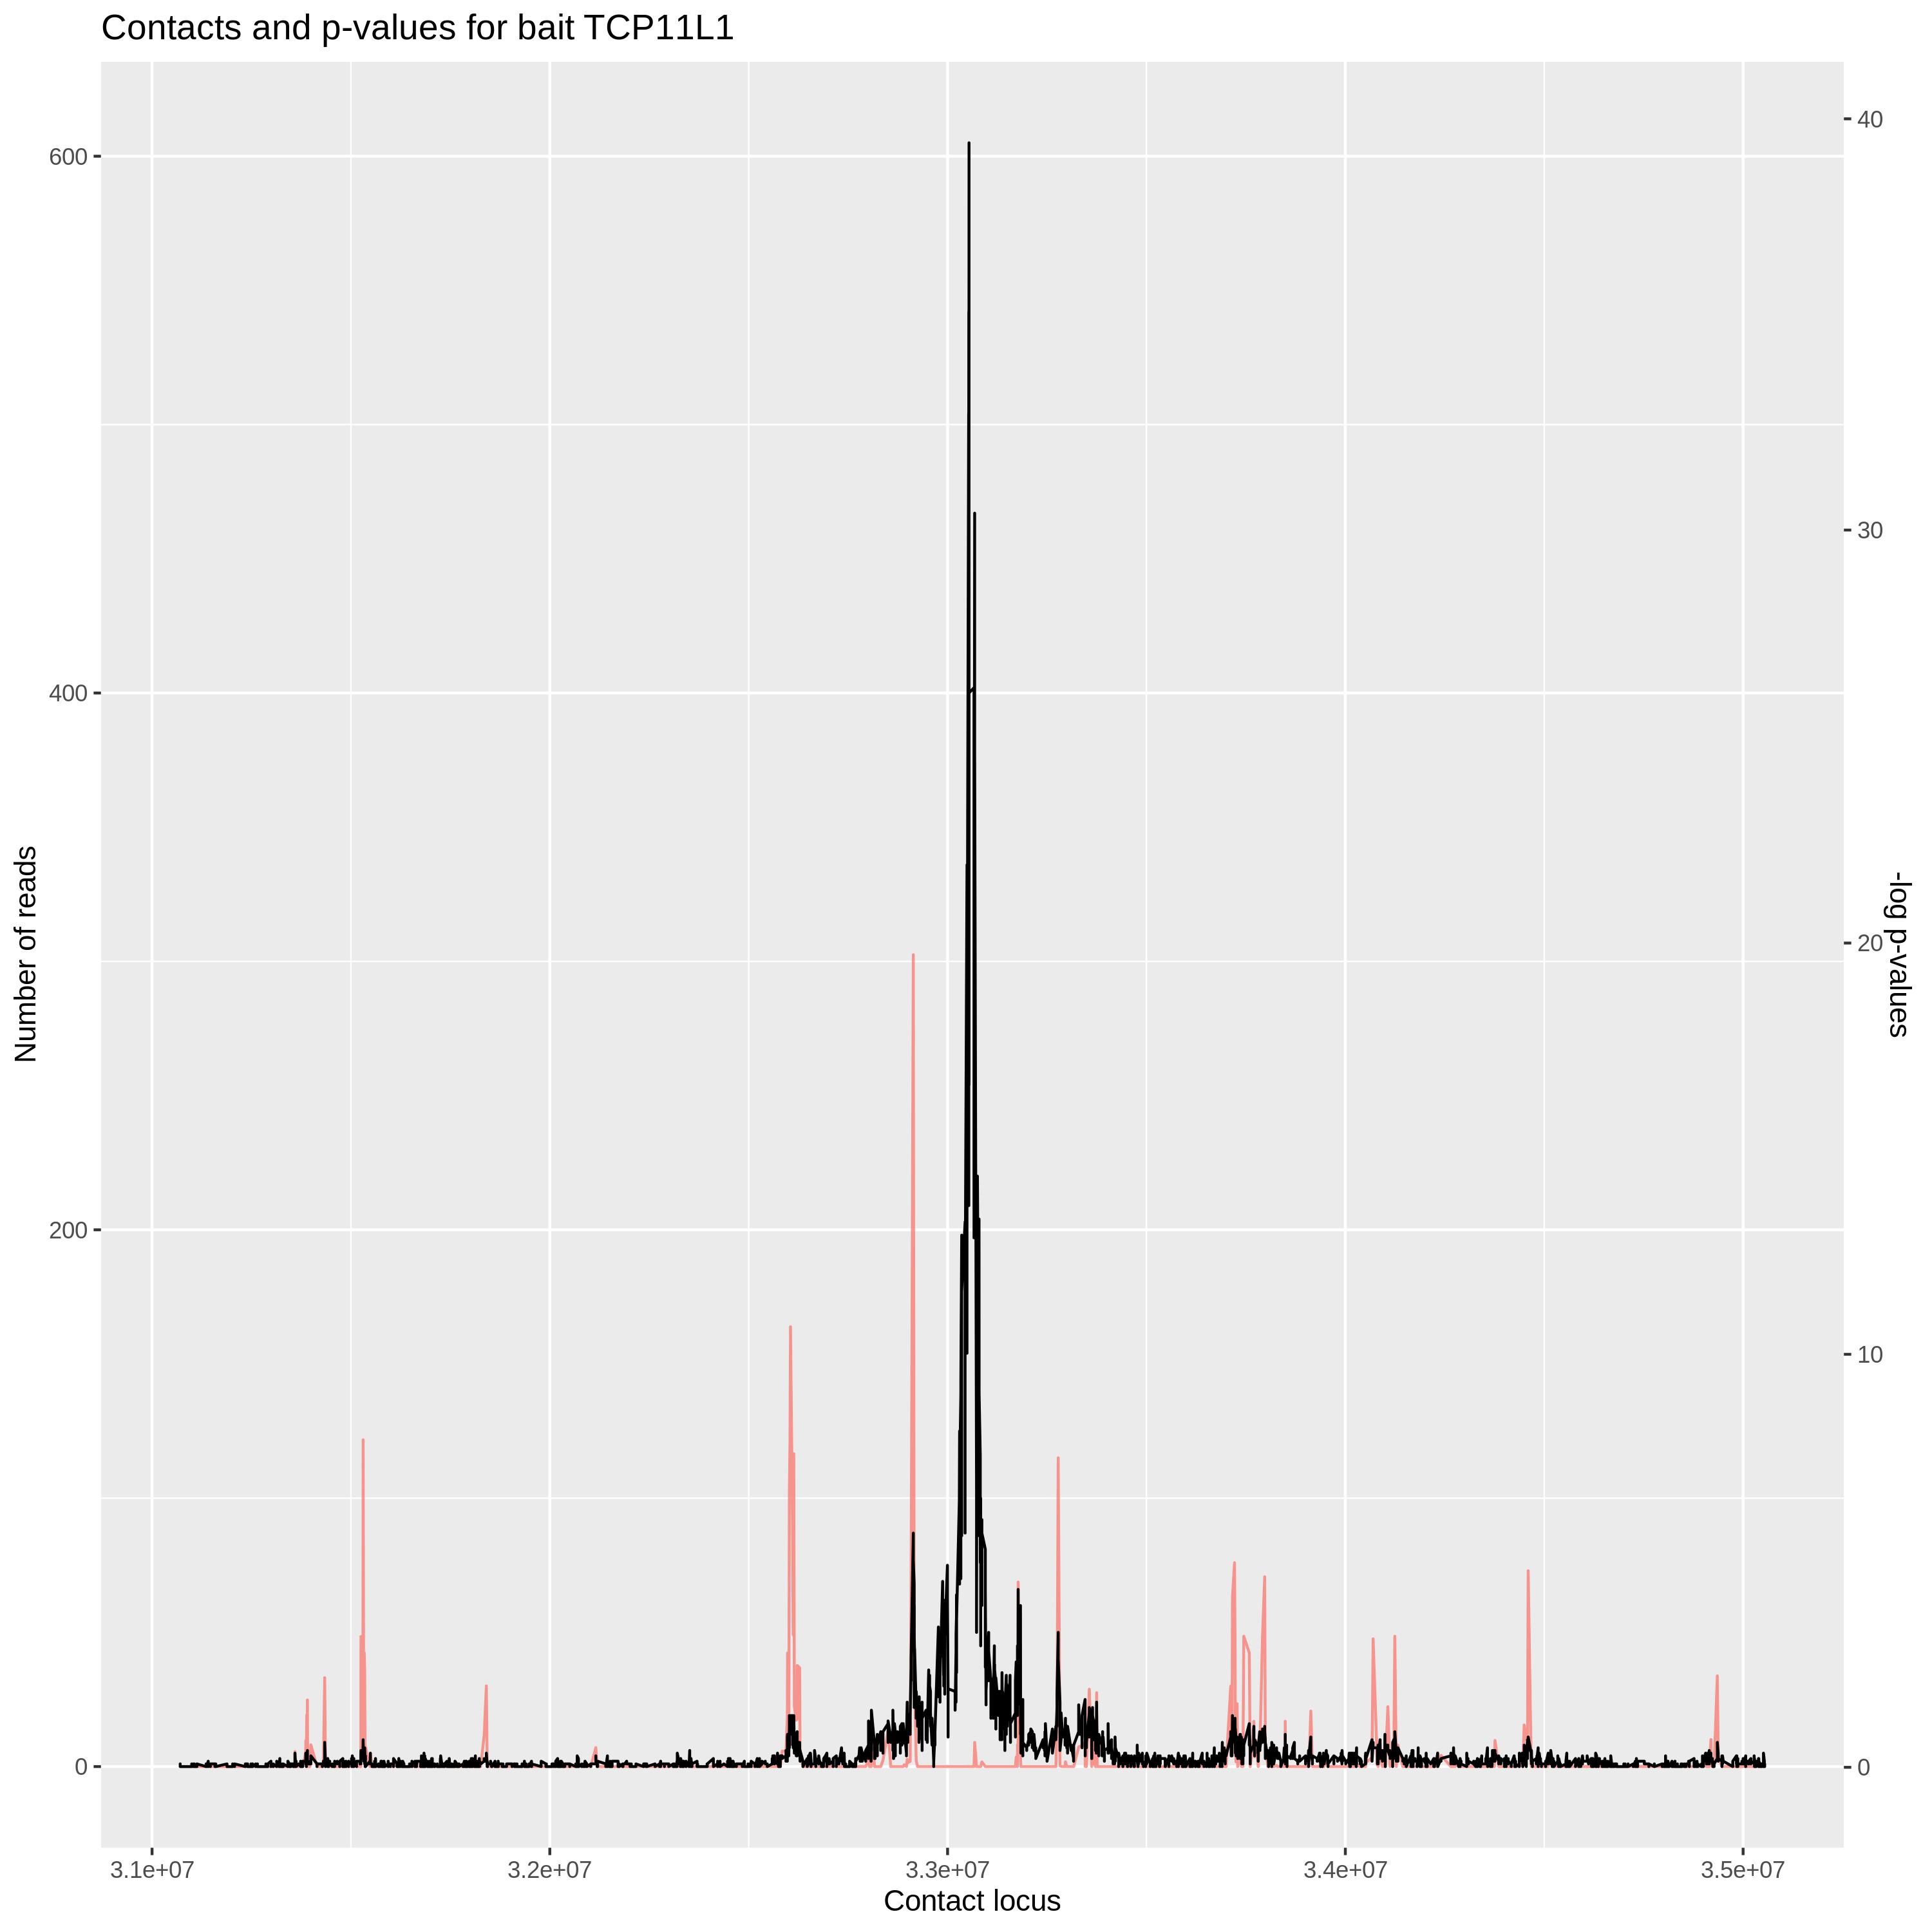 Contacts and p-values for bait TCP11L1
600
400
200
0
Number of reads
40
30
20
10
0
-log p-values
3.1e+07
3.2e+07
3.3e+07
3.4e+07
3.5e+07
Contact locus